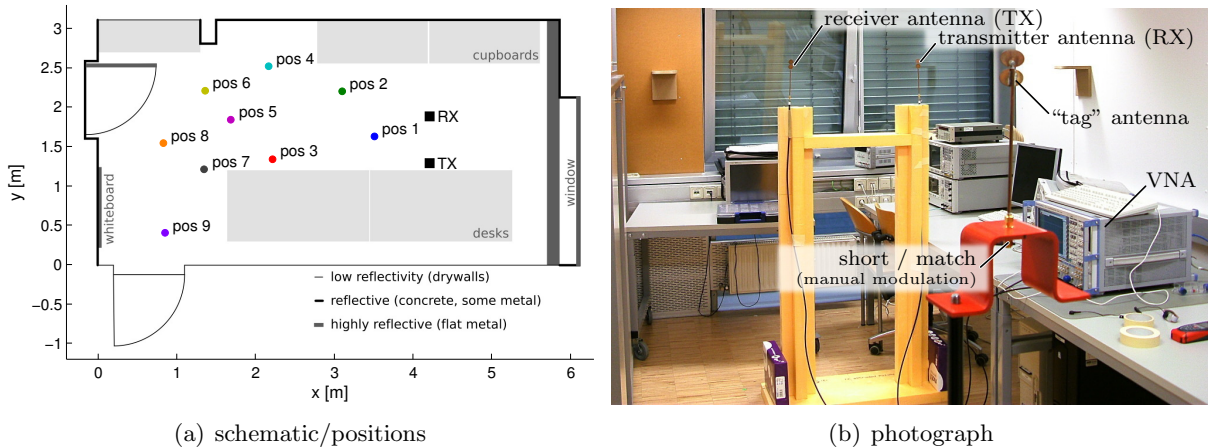 3
2.5
2
1.5
1
0.5
0
−0.5
−1
y [m]
0
1
2
3
4
5
6
x [m]
pos 4
cupboards
pos 6
pos 2
pos 5
RX
pos 1
pos 8
pos 3
pos 7
TX
whiteboard
window
pos 9
desks
low reflectivity (drywalls)
reflective (concrete, some metal)
highly reflective (flat metal)
(a) schematic/positions
receiver antenna (TX)
transmitter antenna (RX)
“tag” antenna
VNA
short / match
(manual modulation)
(b) photograph